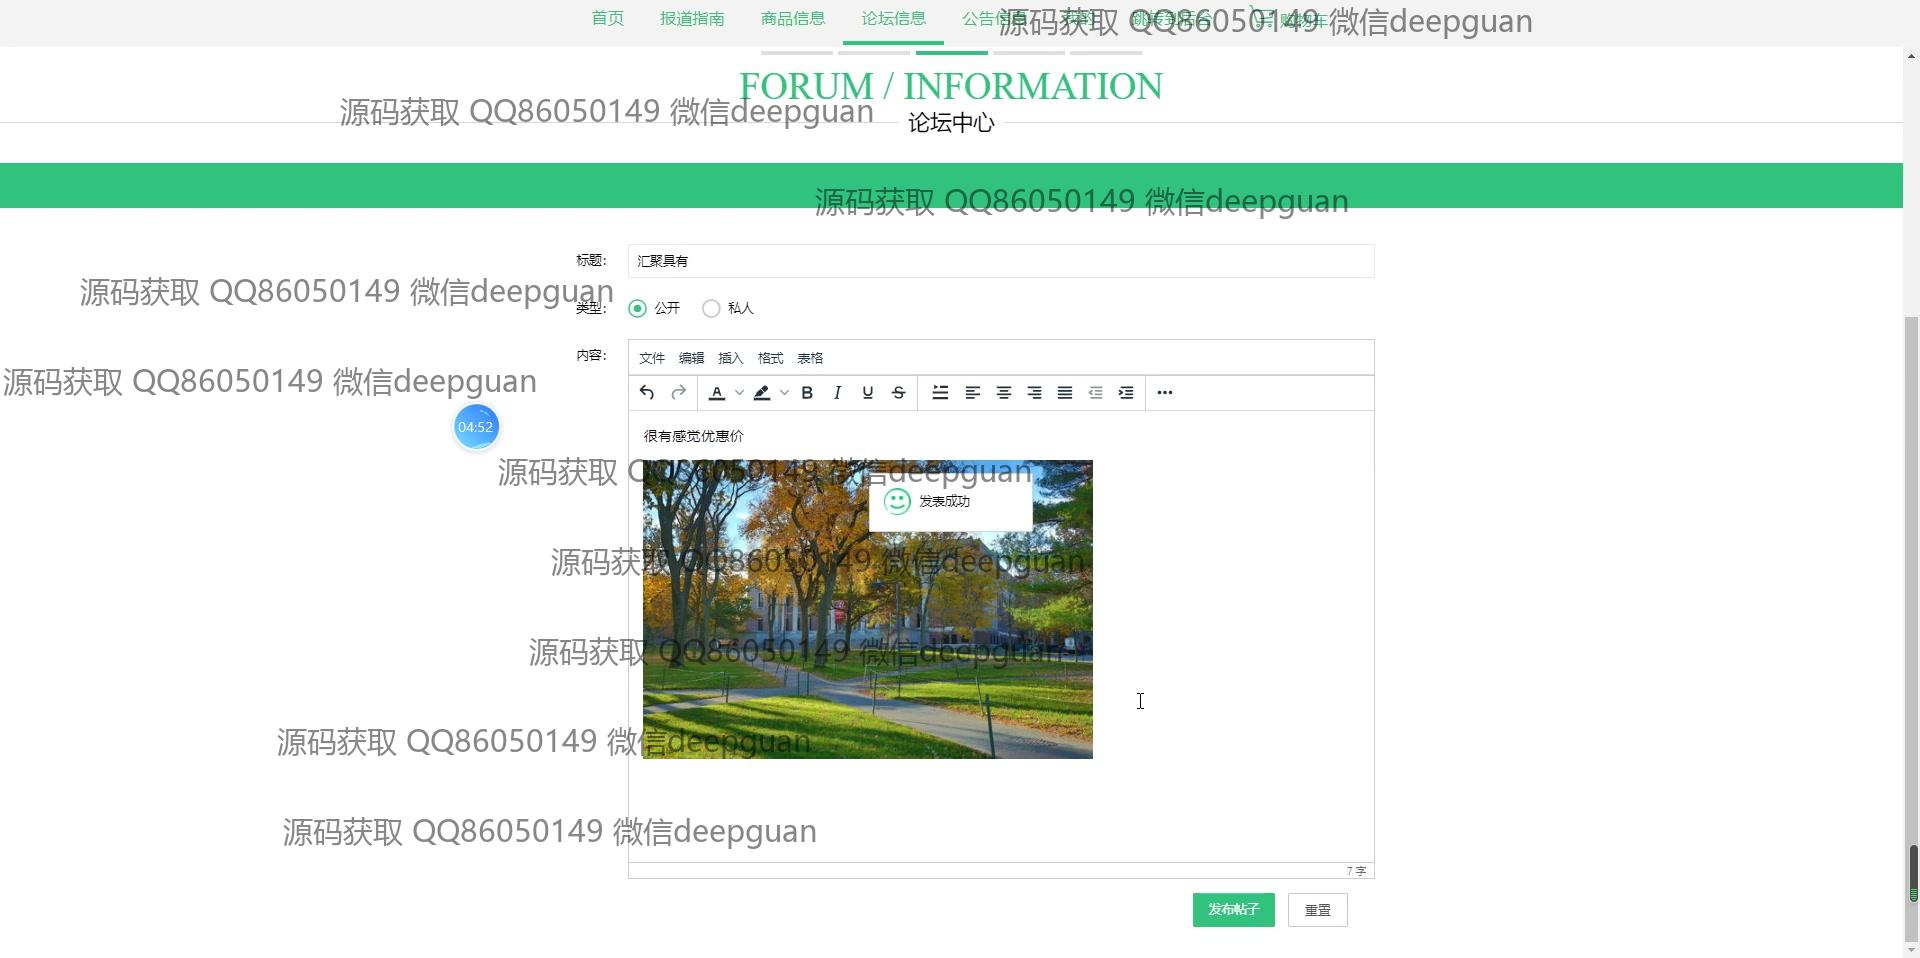 首页 报道指南 商品信息 论坛信息 公告信息 跳转到后台 购物车
源码获取 QQ86050149 微信deepguan
FORUM / INFORMATION
源码获取 QQ86050149 微信deepguan
论坛中心
源码获取 QQ86050149 微信deepguan
标题: 汇聚具有
源码获取 QQ86050149 微信deepguan
类型: 公开 私人
内容: 文件 编辑 插入 格式 表格
源码获取 QQ86050149 微信deepguan
04:52
很有感觉优惠价
源码获取 QQ86050149 微信deepguan
发表成功
源码获取 QQ86050149 微信deepguan
源码获取 QQ86050149 微信deepguan
源码获取 QQ86050149 微信deepguan
源码获取 QQ86050149 微信deepguan
7 字
发布帖子 重置